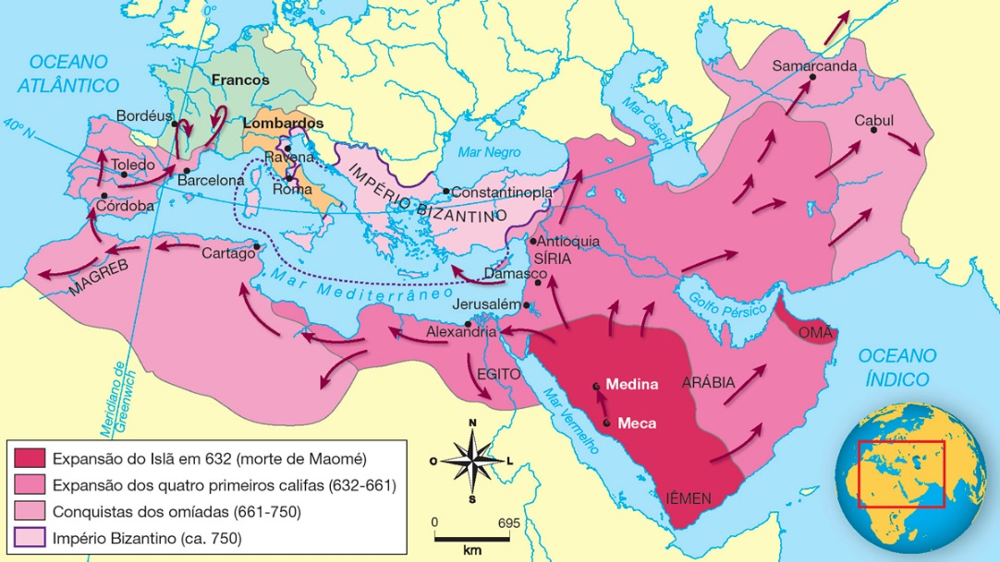 0°
OCEANO
ATLÂNTICO
Francos
Samarcanda
Bordéus
Lombardos
Mar Cáspio
Cabul
40° N
Mar Negro
Ravena
Toledo
Barcelona
IMPÉRIO BIZANTINO
Constantinopla
Roma
Córdoba
Antioquia
Cartago
SÍRIA
MAGREB
Damasco
Mar Mediterrâneo
Jerusalém
Golfo Pérsico
Alexandria
OMÃ
OCEANO
ÍNDICO
EGITO
Medina
ARÁBIA
Meridiano de
Greenwich
Mar Vermelho
Meca
IÊMEN
N
O
L
S
0
695
km
Expansão do Islã em 632 (morte de Maomé)
Expansão dos quatro primeiros califas (632-661)
Conquistas dos omíadas (661-750)
Império Bizantino (ca. 750)